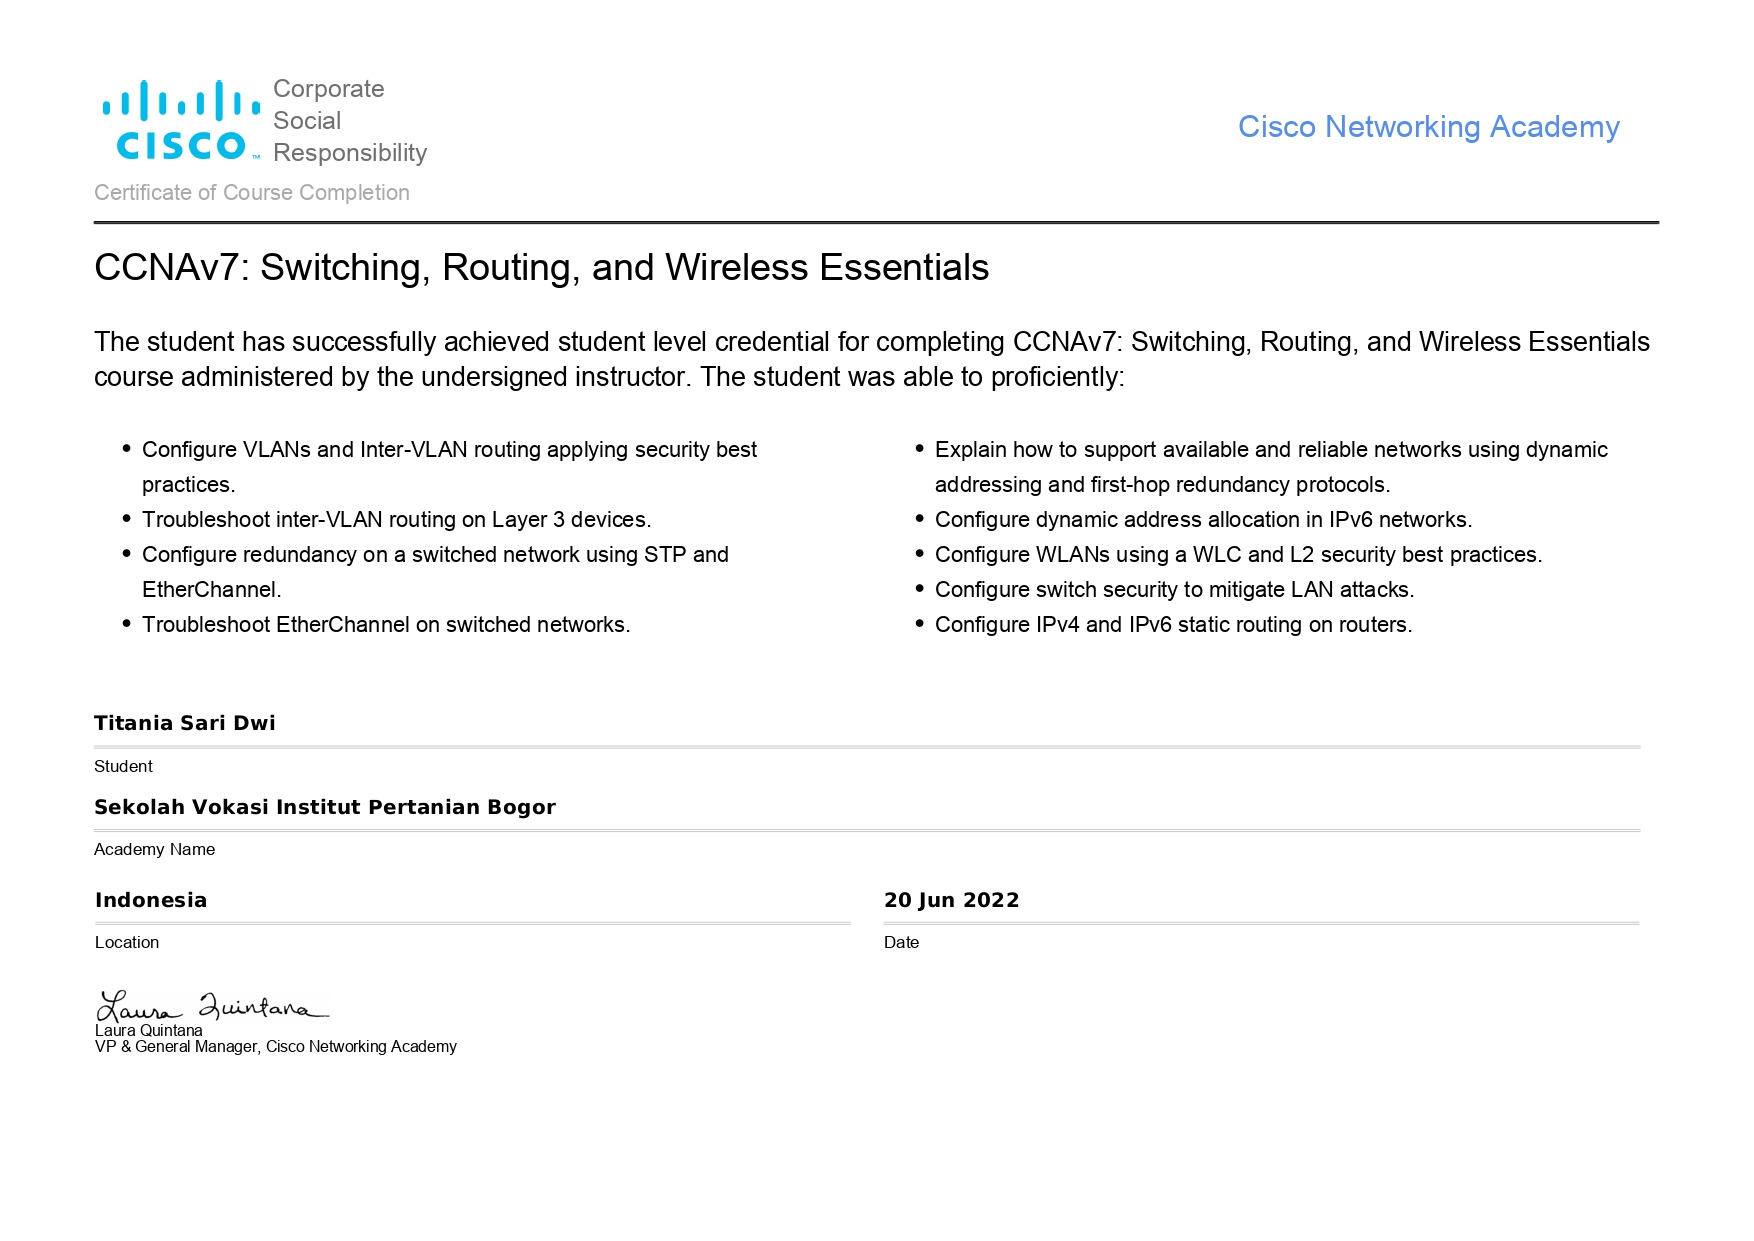 CISCO
Corporate
Social
Responsibility
Cisco Networking Academy
Certificate of Course Completion
CCNAv7: Switching, Routing, and Wireless Essentials
The student has successfully achieved student level credential for completing CCNAv7: Switching, Routing, and Wireless Essentials
course administered by the undersigned instructor. The student was able to proficiently:
• Configure VLANs and Inter-VLAN routing applying security best
practices.
• Troubleshoot inter-VLAN routing on Layer 3 devices.
• Configure redundancy on a switched network using STP and
EtherChannel.
• Troubleshoot EtherChannel on switched networks.
• Explain how to support available and reliable networks using dynamic
addressing and first-hop redundancy protocols.
• Configure dynamic address allocation in IPv6 networks.
• Configure WLANs using a WLC and L2 security best practices.
• Configure switch security to mitigate LAN attacks.
• Configure IPv4 and IPv6 static routing on routers.
Titania Sari Dwi
Student
Sekolah Vokasi Institut Pertanian Bogor
Academy Name
Indonesia
Location
20 Jun 2022
Date
Laura Quintana
Laura Quintana
VP & General Manager, Cisco Networking Academy